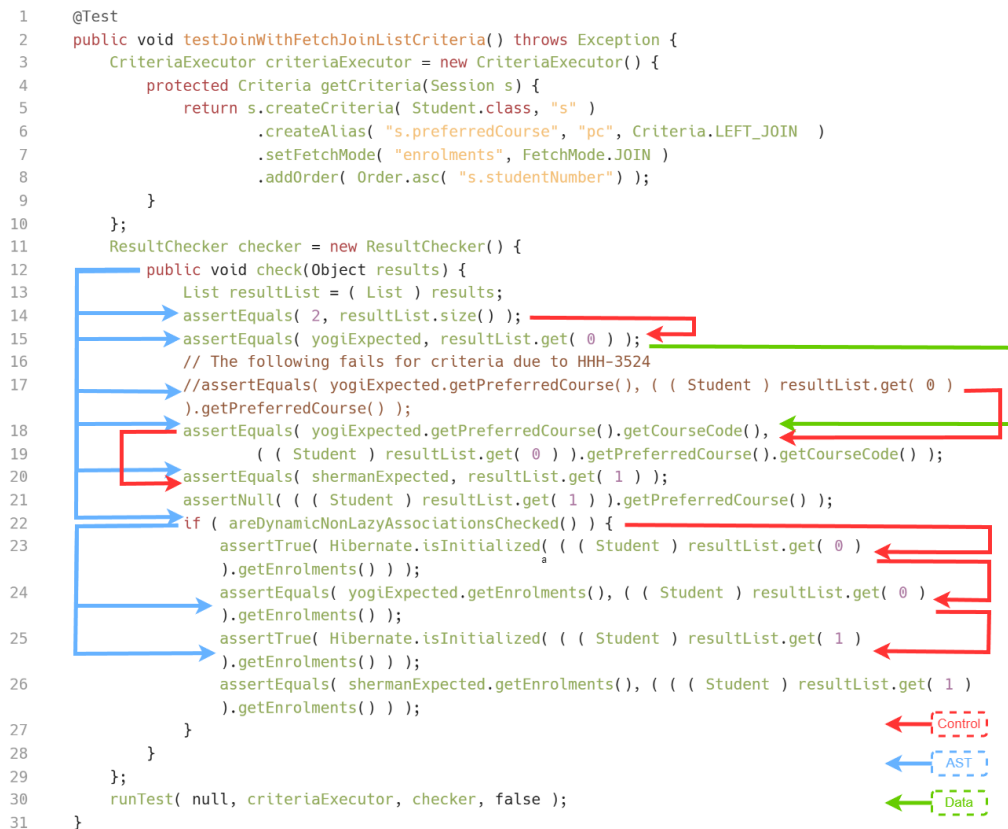 1 @Test
2 public void testJoinWithFetchJoinListCriteria() throws Exception {
3 CriteriaExecutor criteriaExecutor = new CriteriaExecutor() {
4 protected Criteria getCriteria(Session s) {
5 return s.createCriteria( Student.class, "s" )
6 .createAlias( "s.preferredCourse", "pc", Criteria.LEFT_JOIN )
7 .setFetchMode( "enrolments", FetchMode.JOIN )
8 .addOrder( Order.asc( "s.studentNumber") );
9 }
10 };
11 ResultChecker checker = new ResultChecker() {
12 public void check(Object results) {
13 List resultList = ( List ) results;
14 assertEquals( 2, resultList.size() );
15 assertEquals( yogiExpected, resultList.get( 0 ) );
16 // The following fails for criteria due to HHH-3524
17 //assertEquals( yogiExpected.getPreferredCourse(), ( ( Student ) resultList.get( 0 )
).getPreferredCourse() );
18 assertEquals( yogiExpected.getPreferredCourse().getCourseCode(),
19 ( ( Student ) resultList.get( 0 ) ).getPreferredCourse().getCourseCode() );
20 assertEquals( shermanExpected, resultList.get( 1 ) );
21 assertNull( ( ( Student ) resultList.get( 1 ) ).getPreferredCourse() );
22 if ( areDynamicNonLazyAssociationsChecked() ) {
23 assertTrue( Hibernate.isInitialized( ( ( Student ) resultList.get( 0 )
a
).getEnrolments() ) );
24 assertEquals( yogiExpected.getEnrolments(), ( ( Student ) resultList.get( 0 )
).getEnrolments() );
25 assertTrue( Hibernate.isInitialized( ( ( Student ) resultList.get( 1 )
).getEnrolments() ) );
26 assertEquals( shermanExpected.getEnrolments(), ( ( ( Student ) resultList.get( 1 )
).getEnrolments() ) );
27 }
Control
28 }
AST
29 };
30 runTest( null, criteriaExecutor, checker, false );
Data
31 }